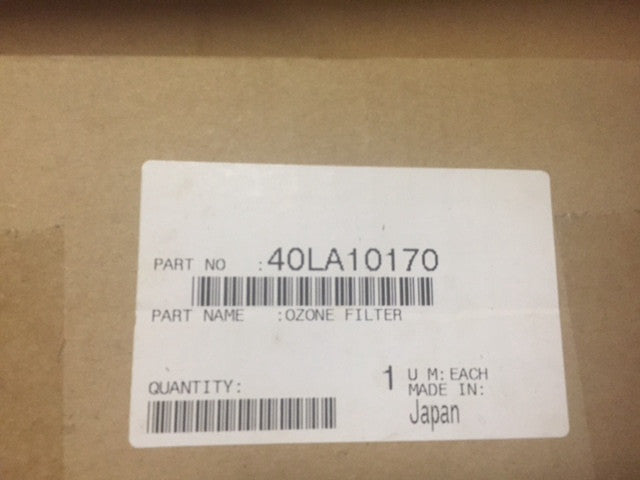 PART NO :40LA10170
PART NAME :OZONE FILTER
QUANTITY: 1 U M: EACH
MADE IN:
Japan